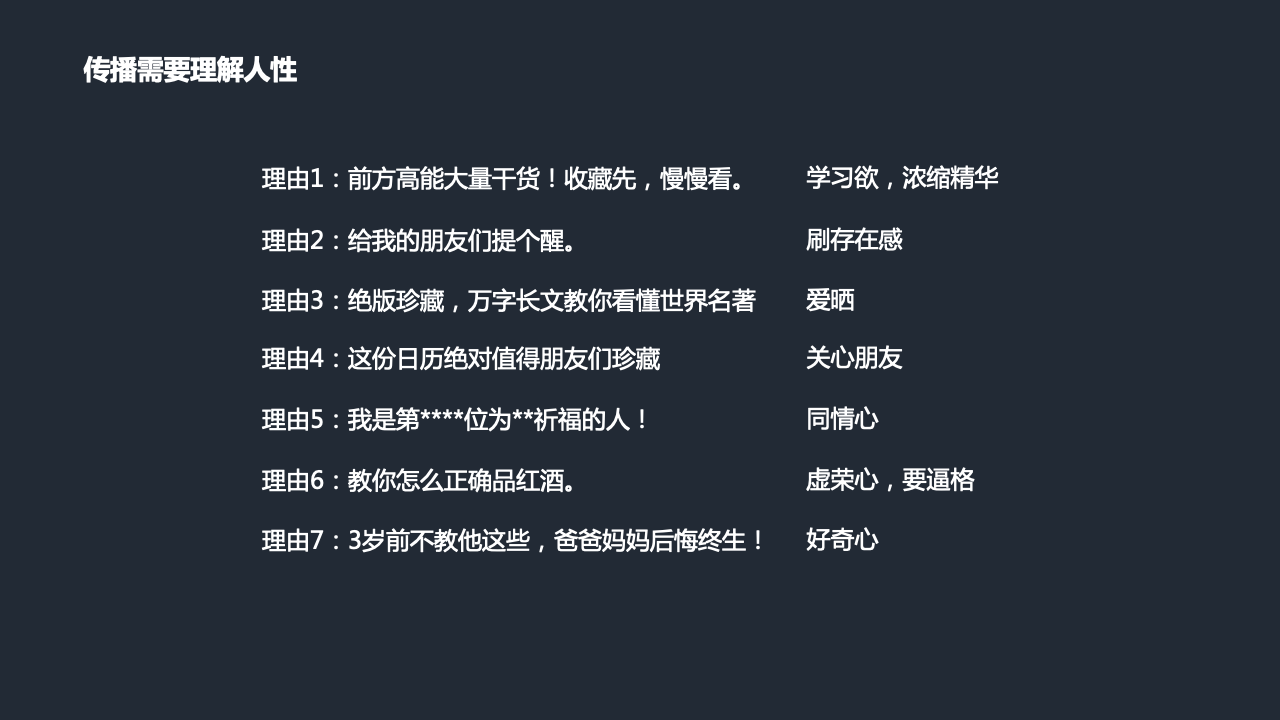 传播需要理解人性
理由1：前方高能大量干货！收藏先，慢慢看。 学习欲，浓缩精华
理由2：给我的朋友们提个醒。 刷存在感
理由3：绝版珍藏，万字长文教你看懂世界名著 爱晒
理由4：这份日历绝对值得朋友们珍藏 关心朋友
理由5：我是第****位为**祈福的人！ 同情心
理由6：教你怎么正确品红酒。 虚荣心，要逼格
理由7：3岁前不教他这些，爸爸妈妈后悔终生！ 好奇心